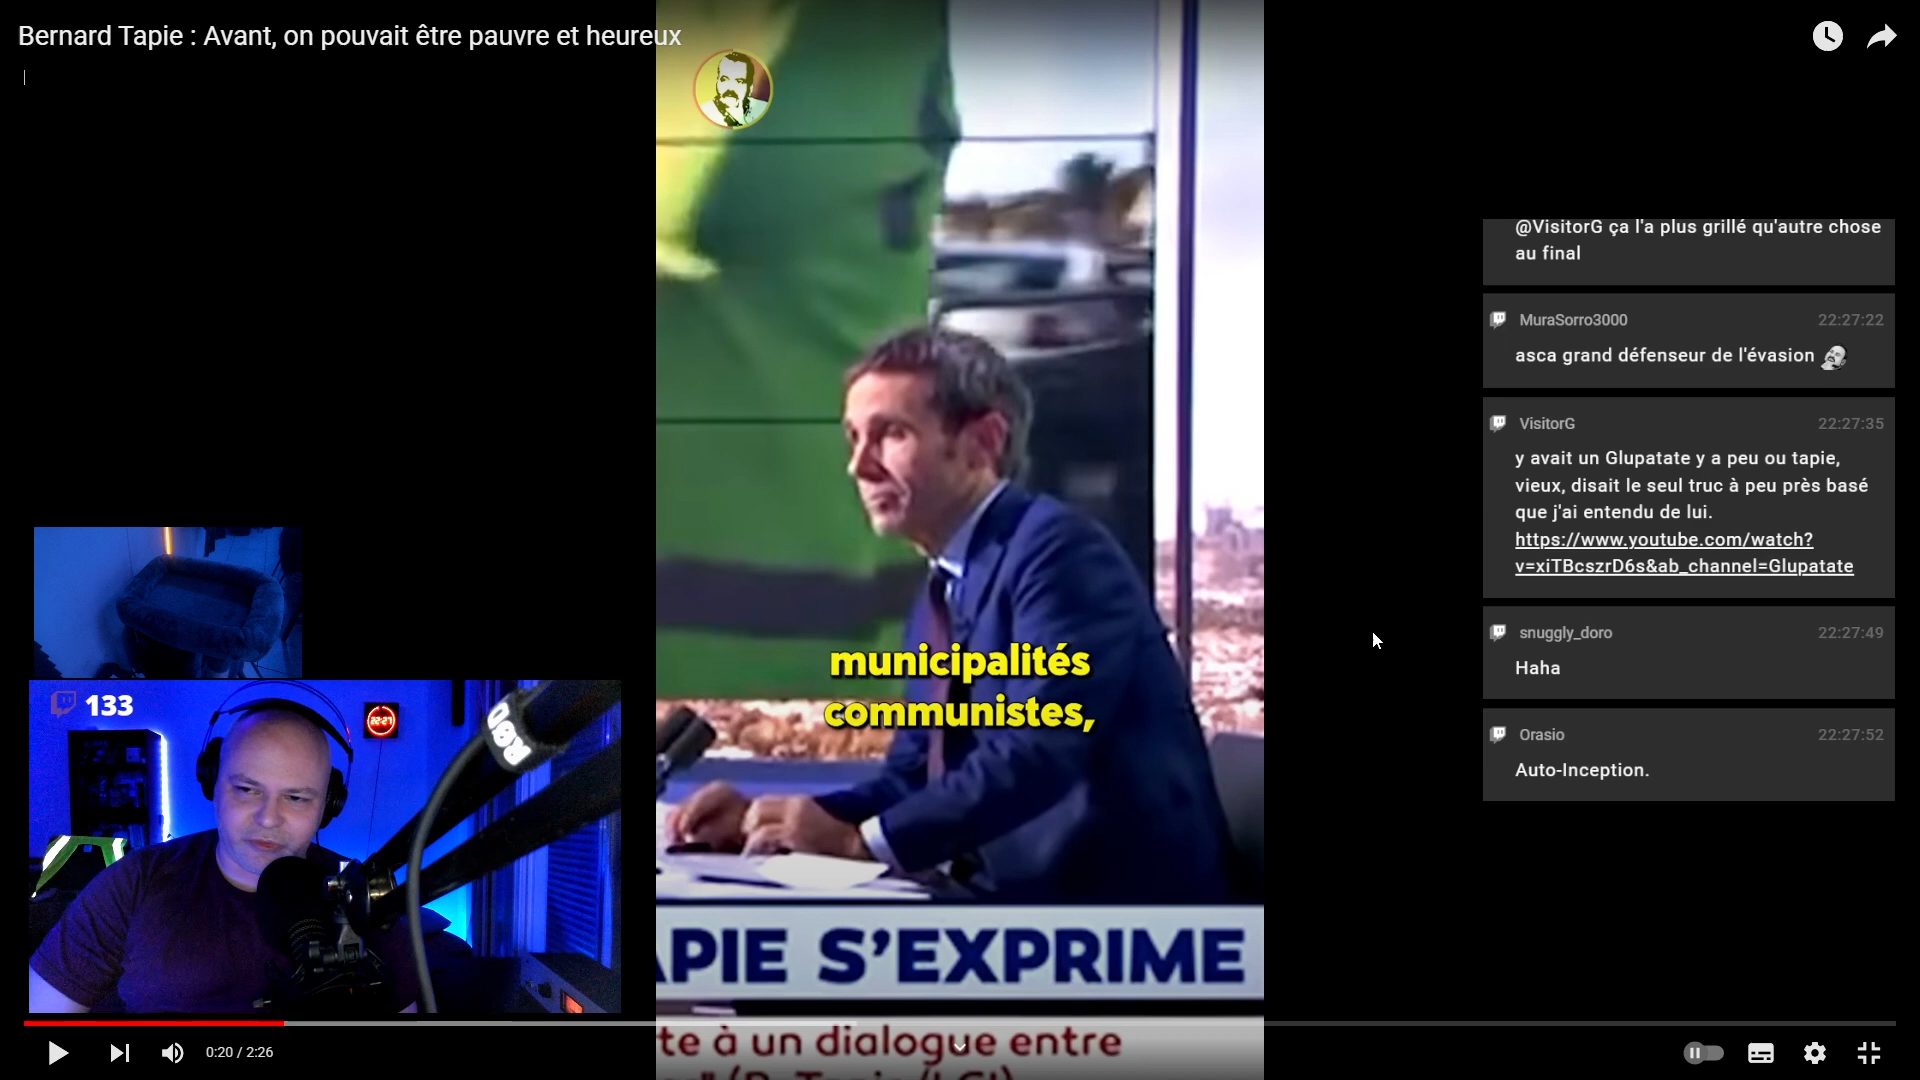 Bernard Tapie : Avant, on pouvait être pauvre et heureux
@VisitorG ça l'a plus grillé qu'autre chose
au final
MuraSorro3000 22:27:22
asca grand défenseur de l'évasion
VisitorG 22:27:35
y avait un Glupatate y a peu ou tapie,
vieux, disait le seul truc à peu près basé
que j'ai entendu de lui.
https://www.youtube.com/watch?
v=xiTBcszrD6s&ab_channel=Glupatate
snuggly_doro 22:27:49
Haha
Orasio 22:27:52
Auto-Inception.
municipalités
communistes,
133
22:27
RØDE
APIE S'EXPRIME
te à un dialogue entre
0:20 / 2:26